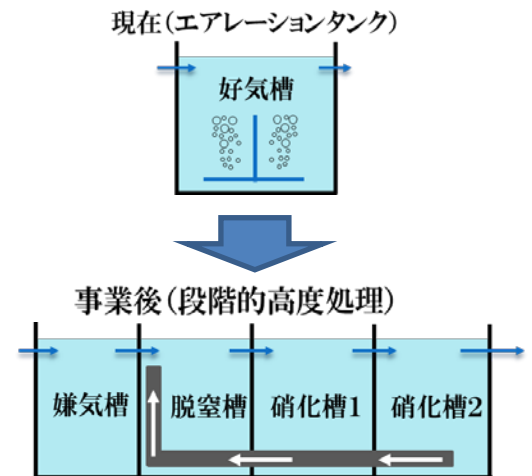 現在(エアレーションタンク)
好気槽
事業後(段階的高度処理)
嫌気槽
脱窒槽
硝化槽1
硝化槽2